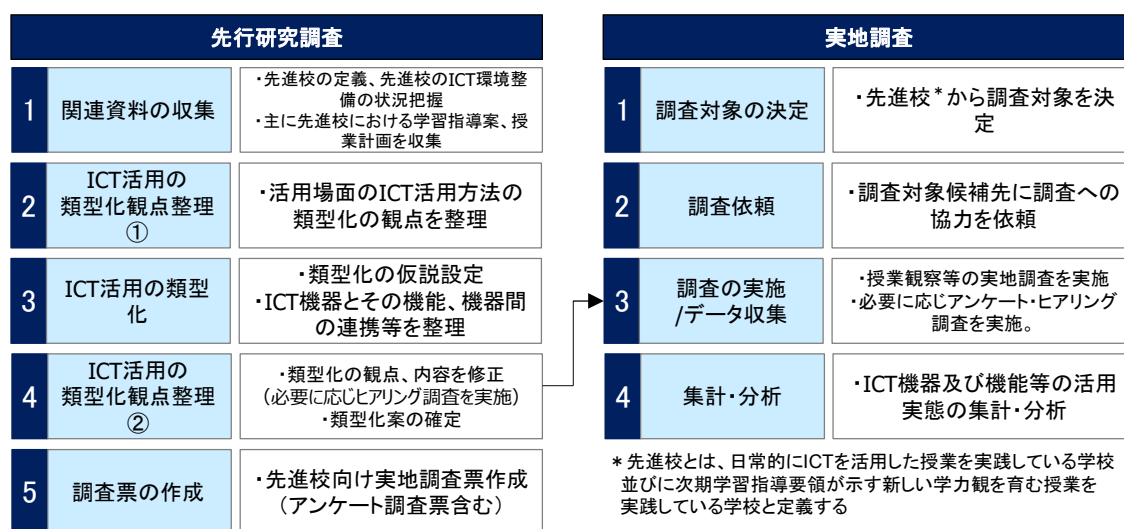 先行研究調査
1
関連資料の収集
・先進校の定義、先進校のICT環境整
備の状況把握
・主に先進校における学習指導案、授
業計画を収集
2
ICT活用の
類型化観点整理
①
・活用場面のICT活用方法の
類型化の観点を整理
3
ICT活用の類型
化
・類型化の仮説設定
・ICT機器とその機能、機器間
の連携等を整理
4
ICT活用の
類型化観点整理
②
・類型化の観点、内容を修正
(必要に応じヒアリング調査を実施)
・類型化案の確定
5
調査票の作成
・先進校向け実地調査票作成
(アンケート調査票含む)
実地調査
1
調査対象の決定
・先進校*から調査対象を決
定
2
調査依頼
・調査対象候補先に調査への
協力を依頼
3
調査の実施
/データ収集
・授業観察等の実地調査を実施
・必要に応じアンケート・ヒアリング
調査を実施。
4
集計・分析
・ICT機器及び機能等の活用
実態の集計・分析
*先進校とは、日常的にICTを活用した授業を実践している学校
並びに次期学習指導要領が示す新しい学力観を育む授業を
実践している学校と定義する